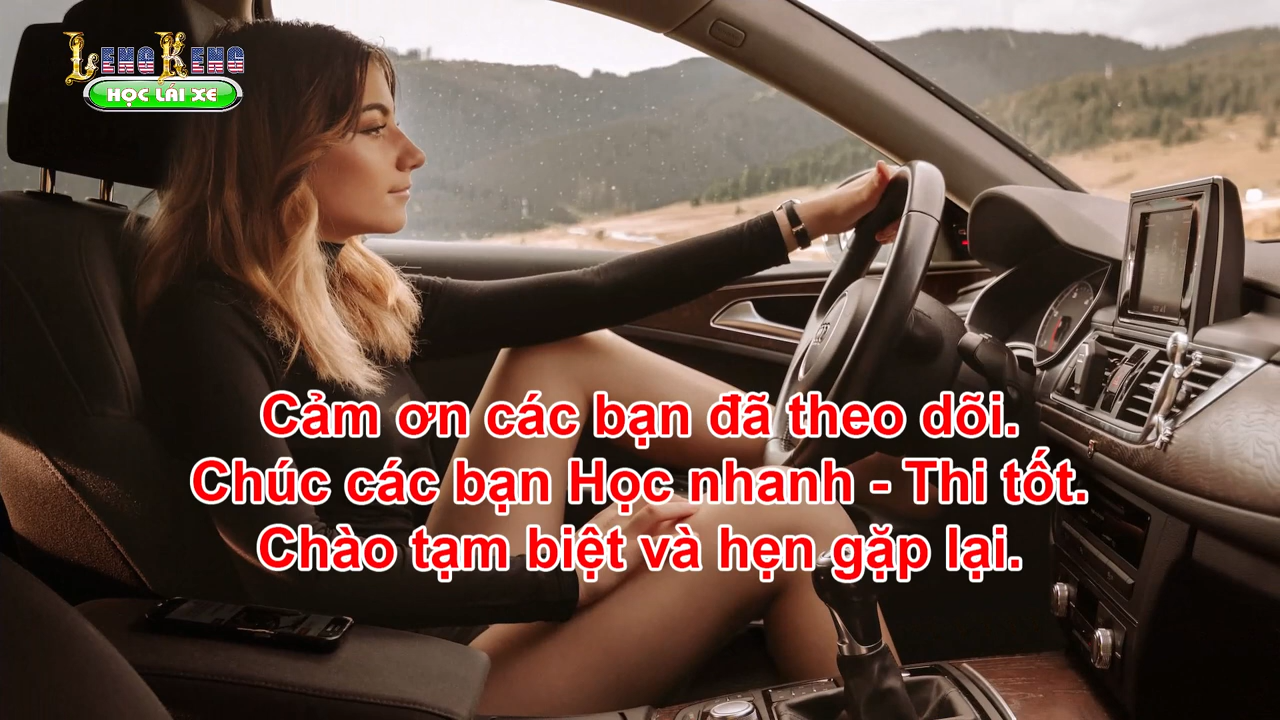 LENGKENG
HỌC LÁI XE
Cảm ơn các bạn đã theo dõi.
Chúc các bạn Học nhanh - Thi tốt.
Chào tạm biệt và hẹn gặp lại.